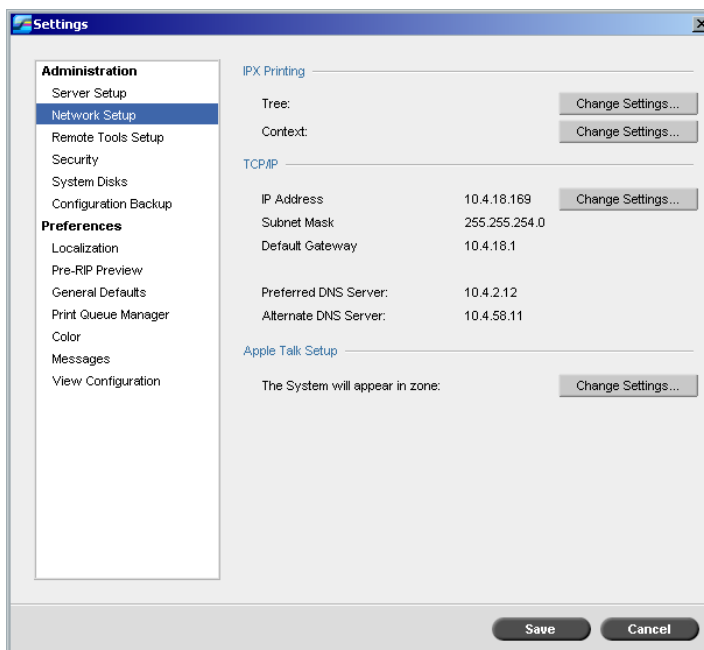 Settings
Administration
Server Setup
Network Setup
Remote Tools Setup
Security
System Disks
Configuration Backup
Preferences
Localization
Pre-RIP Preview
General Defaults
Print Queue Manager
Color
Messages
View Configuration
IPX Printing
Tree: Change Settings...
Context: Change Settings...
TCP/IP
IP Address 10.4.18.169 Change Settings...
Subnet Mask 255.255.254.0
Default Gateway 10.4.18.1
Preferred DNS Server: 10.4.2.12
Alternate DNS Server: 10.4.58.11
Apple Talk Setup
The System will appear in zone: Change Settings...
Save Cancel